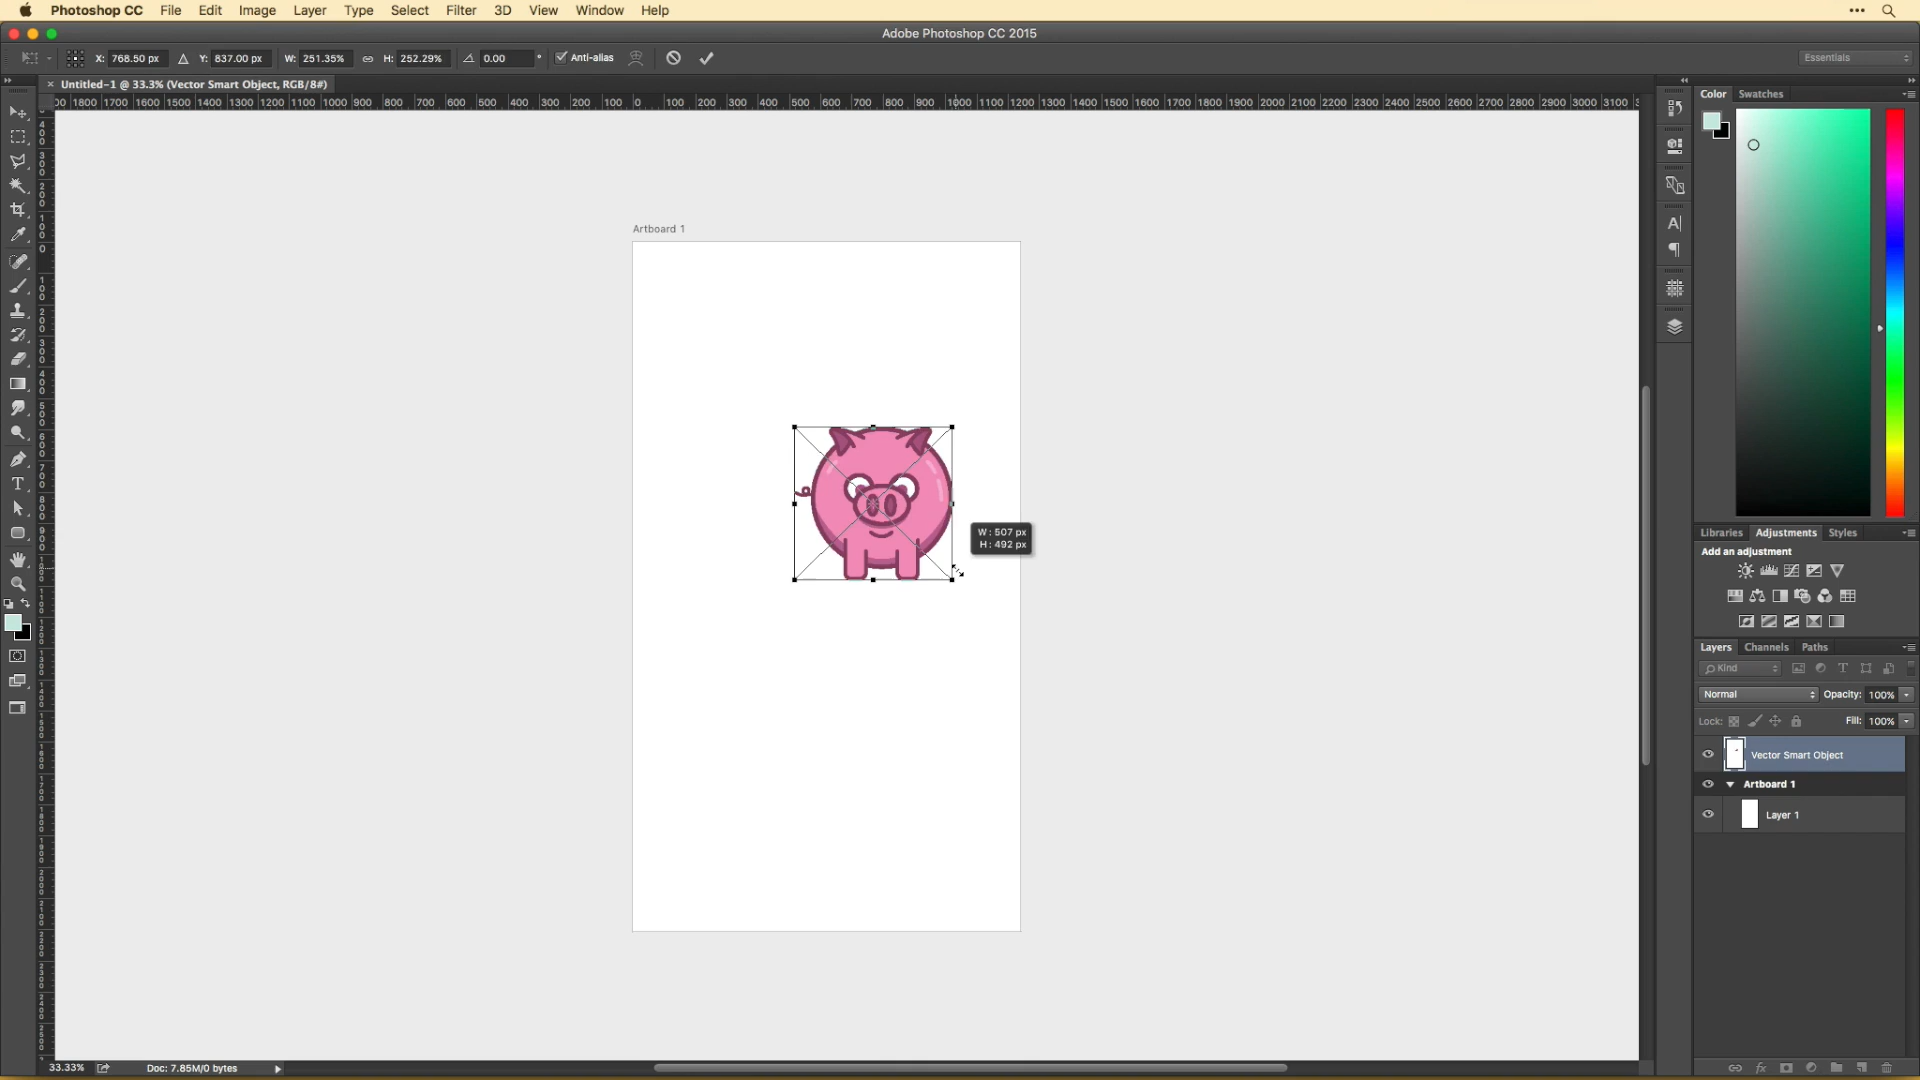 Photoshop CC File Edit Image Layer Type Select Filter 3D View Window Help
Adobe Photoshop CC 2015
X: 768.50 px Y: 837.00 px W: 251.35% H: 252.29% 0.00 ° Anti-alias Essentials
× Untitled-1 @ 33.3% (Vector Smart Object, RGB/8#)
00 1800 1700 1600 1500 1400 1300 1200 1100 1000 900 800 700 600 500 400 300 200 100 0 100 200 300 400 500 600 700 800 900 1000 1100 1200 1300 1400 1500 1600 1700 1800 1900 2000 2100 2200 2300 2400 2500 2600 2700 2800 2900 3000 3100
Color Swatches
Artboard 1
W: 507 px
H: 492 px
Libraries Adjustments Styles
Add an adjustment
Layers Channels Paths
Kind
Normal Opacity: 100%
Lock: Fill: 100%
Vector Smart Object
Artboard 1
Layer 1
33.33% Doc: 7.85M/0 bytes